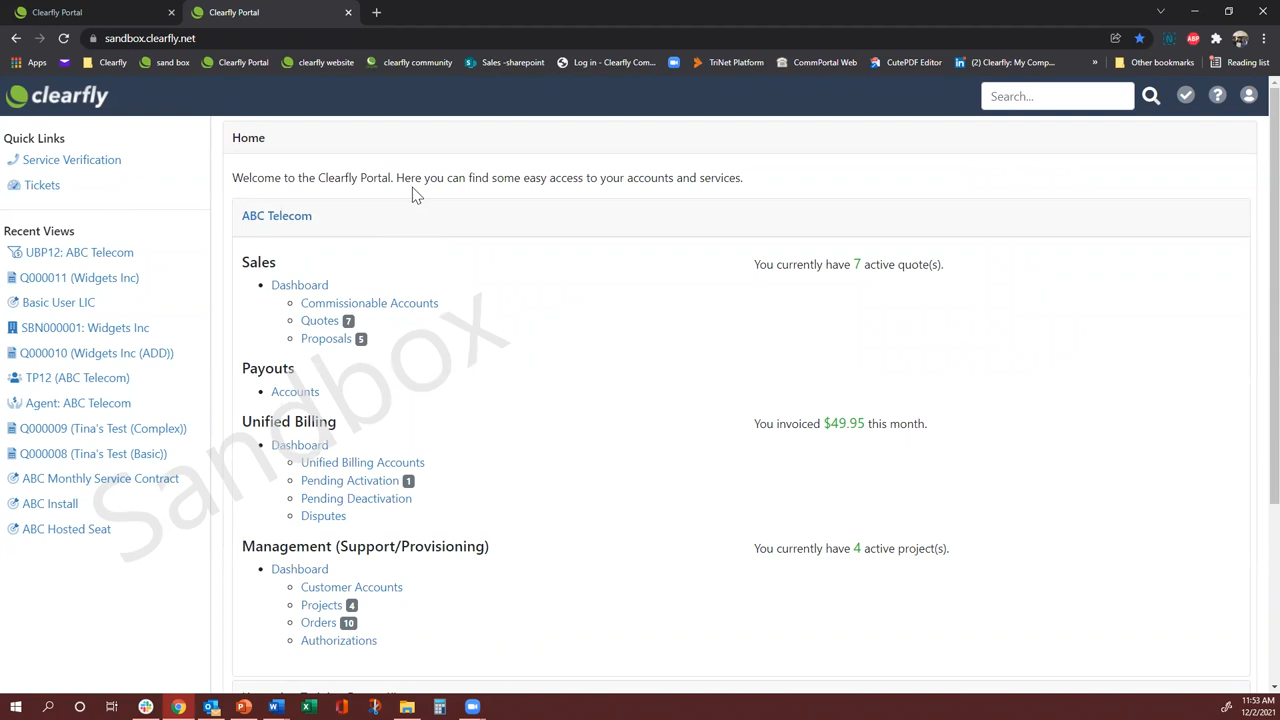 Clearfly Portal
Clearfly Portal
sandbox.clearfly.net
Apps
Clearfly
sand box
Clearfly Portal
clearfly website
clearfly community
Sales -sharepoint
Log in - Clearfly Com...
TriNet Platform
CommPortal Web
CutePDF Editor
(12) Clearfly: My Comp...
»
Other bookmarks
Reading list
clearfly
Search...
Quick Links
Service Verification
Tickets
Recent Views
UBP12: ABC Telecom
Q000011 (Widgets Inc)
Basic User LIC
SBN000001: Widgets Inc
Q000010 (Widgets Inc (ADD))
TP12 (ABC Telecom)
Agent: ABC Telecom
Q000009 (Tina's Test (Complex))
Q000008 (Tina's Test (Basic))
ABC Monthly Service Contract
ABC Install
ABC Hosted Seat
Home
Welcome to the Clearfly Portal. Here you can find some easy access to your accounts and services.
ABC Telecom
Sales
You currently have 7 active quote(s).
Dashboard
Commissionable Accounts
Quotes 7
Proposals 5
Payouts
Accounts
Unified Billing
You invoiced $49.95 this month.
Dashboard
Unified Billing Accounts
Pending Activation 1
Pending Deactivation
Disputes
Management (Support/Provisioning)
You currently have 4 active project(s).
Dashboard
Customer Accounts
Projects 4
Orders 10
Authorizations
Sandbox
11:53 AM
12/2/2021